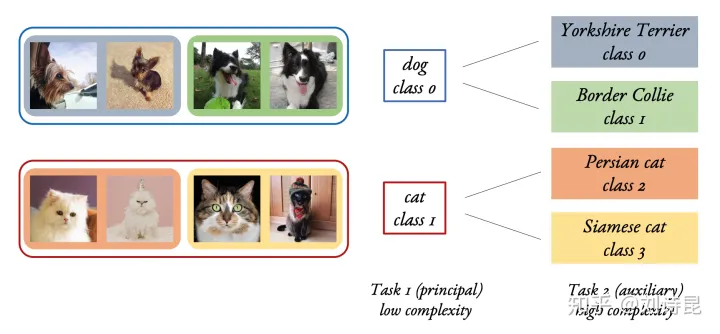 dog
class 0
Yorkshire Terrier
class 0
Border Collie
class 1
cat
class 1
Persian cat
class 2
Siamese cat
class 3
Task 1 (principal)
low complexity
Task 2 (auxiliary)
high complexity
知乎 @刘诗昆